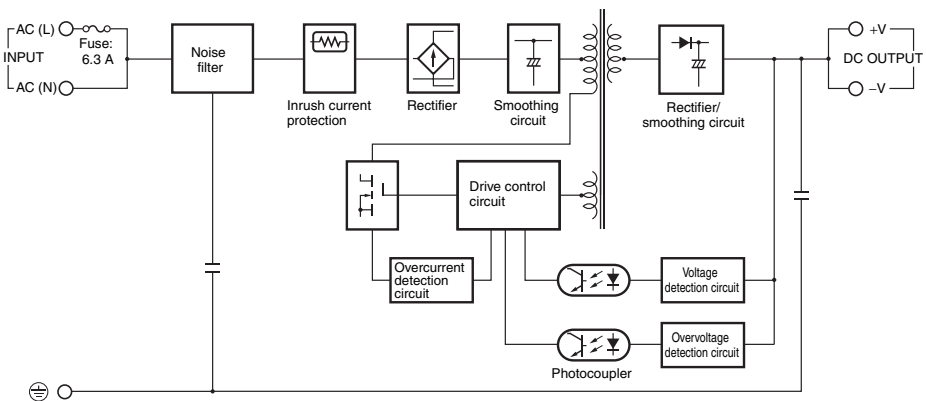 AC (L)
Fuse:
6.3 A
INPUT
AC (N)
Noise
filter
Inrush current
protection
Rectifier
Smoothing
circuit
Rectifier/
smoothing circuit
+V
DC OUTPUT
–V
Drive control
circuit
Overcurrent
detection
circuit
Voltage
detection circuit
Overvoltage
detection circuit
Photocoupler